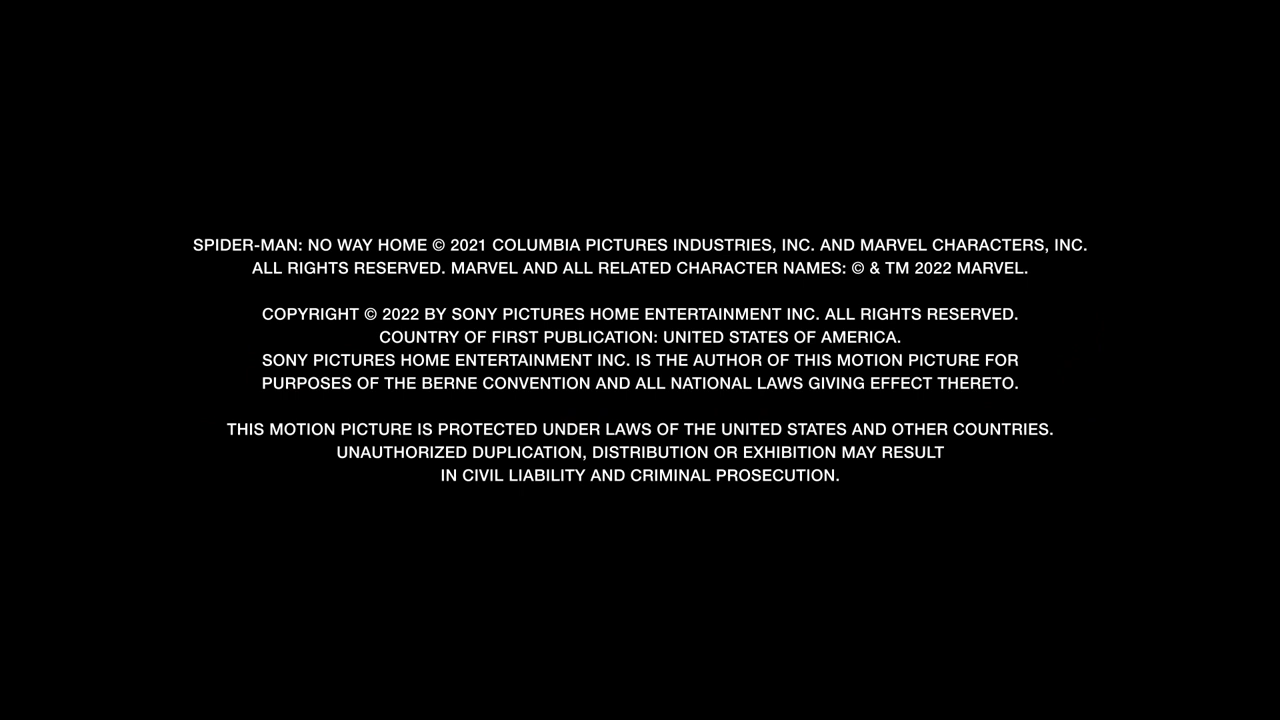 SPIDER-MAN: NO WAY HOME © 2021 COLUMBIA PICTURES INDUSTRIES, INC. AND MARVEL CHARACTERS, INC.
ALL RIGHTS RESERVED. MARVEL AND ALL RELATED CHARACTER NAMES: © & TM 2022 MARVEL.
COPYRIGHT © 2022 BY SONY PICTURES HOME ENTERTAINMENT INC. ALL RIGHTS RESERVED.
COUNTRY OF FIRST PUBLICATION: UNITED STATES OF AMERICA.
SONY PICTURES HOME ENTERTAINMENT INC. IS THE AUTHOR OF THIS MOTION PICTURE FOR
PURPOSES OF THE BERNE CONVENTION AND ALL NATIONAL LAWS GIVING EFFECT THERETO.
THIS MOTION PICTURE IS PROTECTED UNDER LAWS OF THE UNITED STATES AND OTHER COUNTRIES.
UNAUTHORIZED DUPLICATION, DISTRIBUTION OR EXHIBITION MAY RESULT
IN CIVIL LIABILITY AND CRIMINAL PROSECUTION.